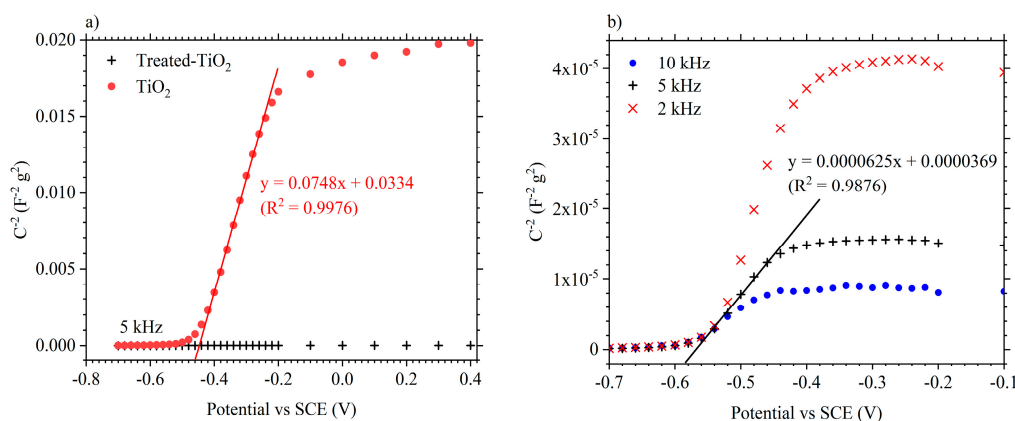 a)
0.020
0.015
0.010
0.005
0.000
C⁻² (F⁻² g²)
Treated-TiO₂
TiO₂
y = 0.0748x + 0.0334
(R² = 0.9976)
5 kHz
-0.8 -0.6 -0.4 -0.2 0.0 0.2 0.4
Potential vs SCE (V)
b)
4x10⁻⁵
3x10⁻⁵
2x10⁻⁵
1x10⁻⁵
C⁻² (F⁻² g²)
10 kHz
5 kHz
2 kHz
y = 0.0000625x + 0.0000369
(R² = 0.9876)
-0.7 -0.6 -0.5 -0.4 -0.3 -0.2 -0.1
Potential vs SCE (V)